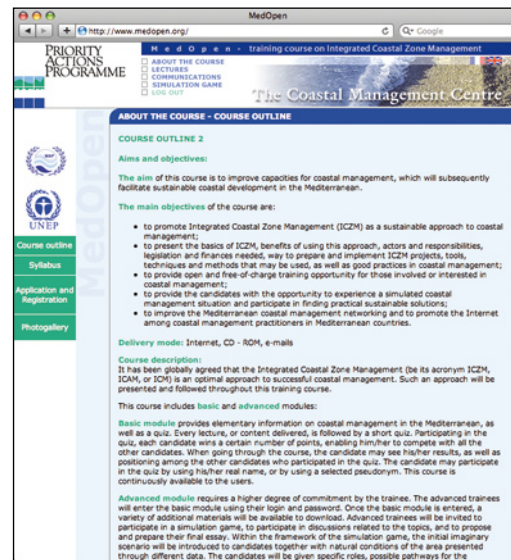 MedOpen
http://www.medopen.org/
Google
PRIORITY
ACTIONS
PROGRAMME
MedOpen - training course on Integrated Coastal Zone Management
ABOUT THE COURSE
LECTURES
COMMUNICATIONS
SIMULATION GAME
LOG OUT
The Coastal Management Centre
ABOUT THE COURSE - COURSE OUTLINE
MedOpen
UNEP
Course outline
Syllabus
Application and
Registration
Photogallery
COURSE OUTLINE 2
Aims and objectives:
The aim of this course is to improve capacities for coastal management, which will subsequently
facilitate sustainable coastal development in the Mediterranean.
The main objectives of the course are:
• to promote Integrated Coastal Zone Management (ICZM) as a sustainable approach to coastal
management;
• to present the basics of ICZM, benefits of using this approach, actors and responsibilities,
legislation and finances needed, way to prepare and implement ICZM projects, tools,
techniques and methods that may be used, as well as good practices in coastal management;
• to provide open and free-of-charge training opportunity for those involved or interested in
coastal management;
• to provide the candidates with the opportunity to experience a simulated coastal
management situation and participate in finding practical sustainable solutions;
• to improve the Mediterranean coastal management networking and to promote the Internet
among coastal management practitioners in Mediterranean countries.
Delivery mode: Internet, CD - ROM, e-mails
Course description:
It has been globally agreed that the Integrated Coastal Zone Management (be its acronym ICZM,
ICAM, or ICM) is an optimal approach to successful coastal management. Such an approach will be
presented and followed throughout this training course.
This course includes basic and advanced modules:
Basic module provides elementary information on coastal management in the Mediterranean, as
well as a quiz. Every lecture, or content delivered, is followed by a short quiz. Participating in the
quiz, each candidate wins a certain number of points, enabling him/her to compete with all the
other candidates. When going through the course, the candidate may see his/her results, as well as
positioning among the other candidates who participated in the quiz. The candidate may participate
in the quiz by using his/her real name, or by using a selected pseudonym. This course is
continuously available to the users.
Advanced module requires a higher degree of commitment by the trainee. The advanced trainees
will enter the basic module using their login and password. Once the basic module is entered, a
variety of additional materials will be available to download. Advanced trainees will be invited to
participate in a simulation game, to participate in discussions related to the topics, and to propose
and prepare their final essay. Within the framework of the simulation game, the initial imaginary
scenario will be introduced to candidates together with natural conditions of the area presented
through different data. The candidates will be given specific roles, possible pathways for the